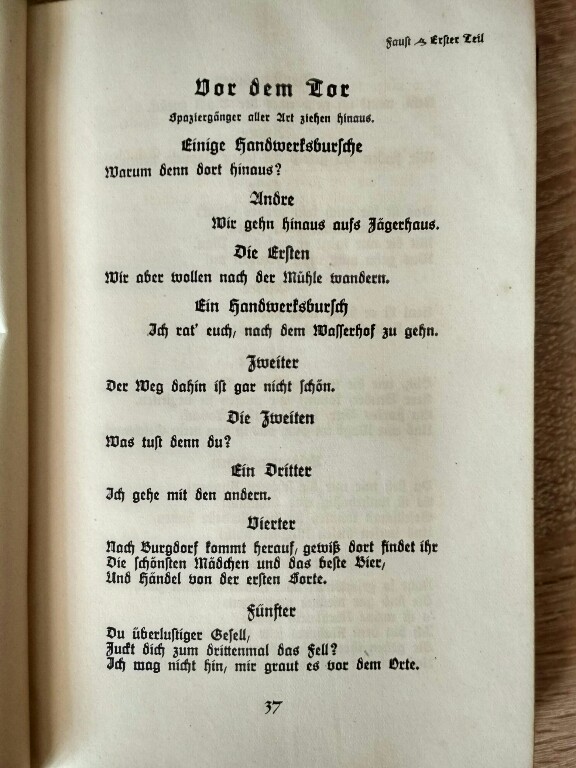 Faust Erster Teil
Vor dem Tor
Spaziergänger aller Art ziehen hinaus.
Einige Handwerksbursche
Warum denn dort hinaus?
Andre
Wir gehn hinaus aufs Jägerhaus.
Die Ersten
Wir aber wollen nach der Mühle wandern.
Ein Handwerksbursch
Ich rat' euch, nach dem Wasserhof zu gehn.
Zweiter
Der Weg dahin ist gar nicht schön.
Die Zweiten
Was tust denn du?
Ein Dritter
Ich gehe mit den andern.
Vierter
Nach Burgdorf kommt herauf, gewiß dort findet ihr
Die schönsten Mädchen und das beste Bier,
Und Händel von der ersten Sorte.
Fünfter
Du überlustiger Gesell,
Juckt dich zum drittenmal das Fell?
Ich mag nicht hin, mir graut es vor dem Orte.
37